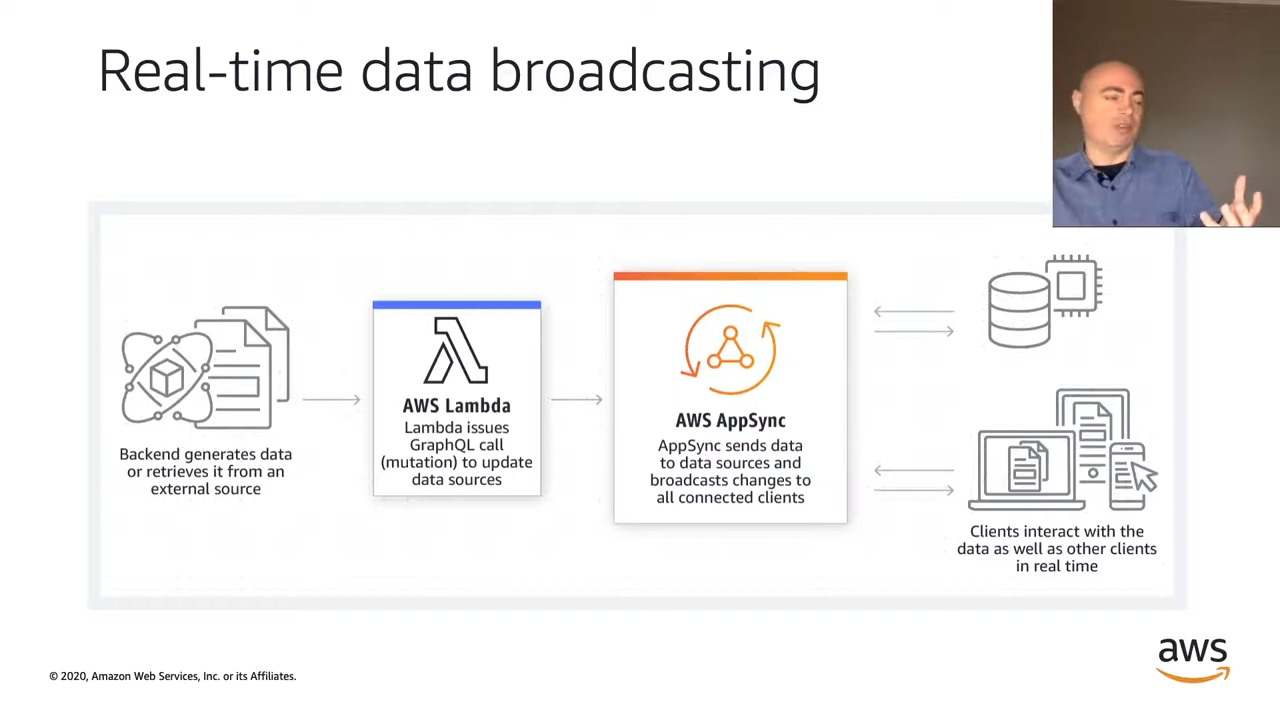 Real-time data broadcasting
Backend generates data
or retrieves it from an
external source
AWS Lambda
Lambda issues
GraphQL call
(mutation) to update
data sources
AWS AppSync
AppSync sends data
to data sources and
broadcasts changes to
all connected clients
Clients interact with the
data as well as other clients
in real time
© 2020, Amazon Web Services, Inc. or its Affiliates.
aws